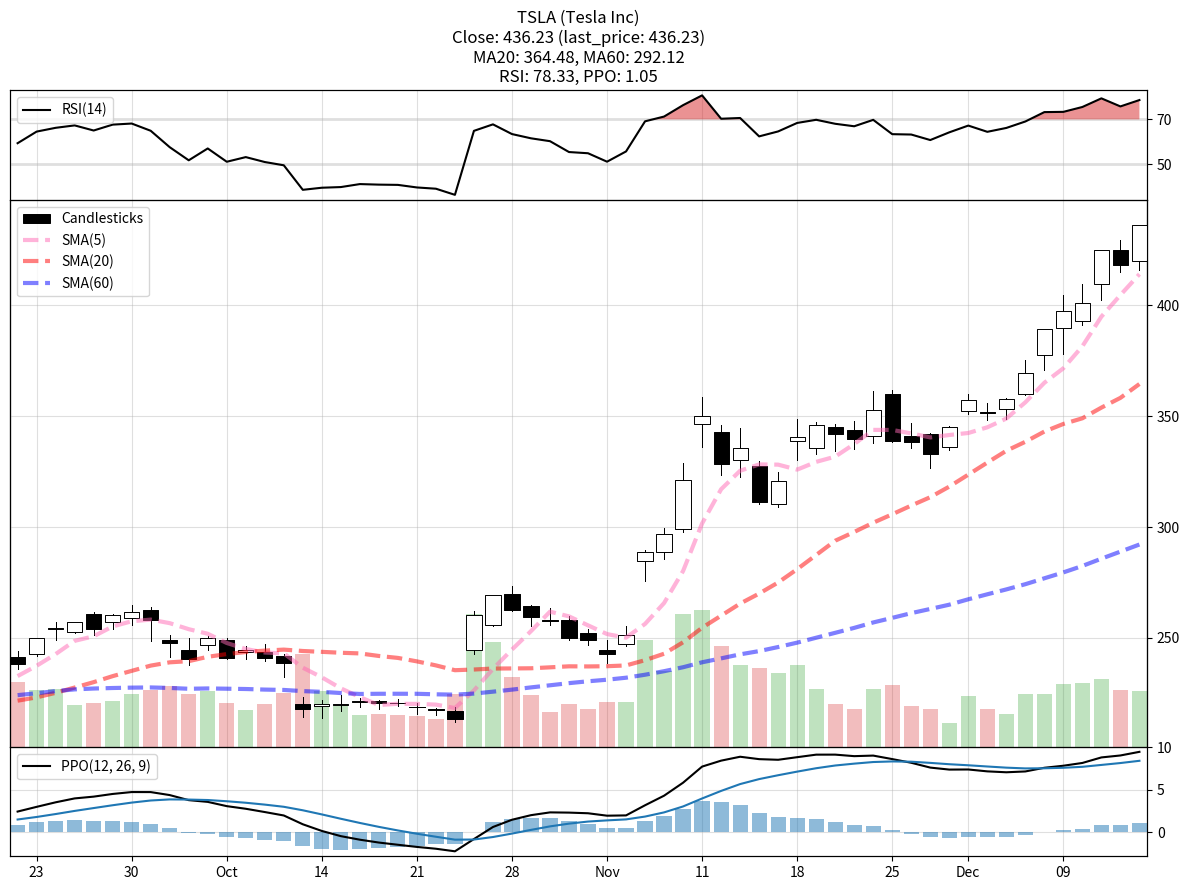 TSLA (Tesla Inc)
Close: 436.23 (last_price: 436.23)
MA20: 364.48, MA60: 292.12
RSI: 78.33, PPO: 1.05
RSI(14)
70
50
Candlesticks
SMA(5)
SMA(20)
SMA(60)
400
350
300
250
PPO(12, 26, 9)
10
5
0
23 30 Oct 14 21 28 Nov 11 18 25 Dec 09